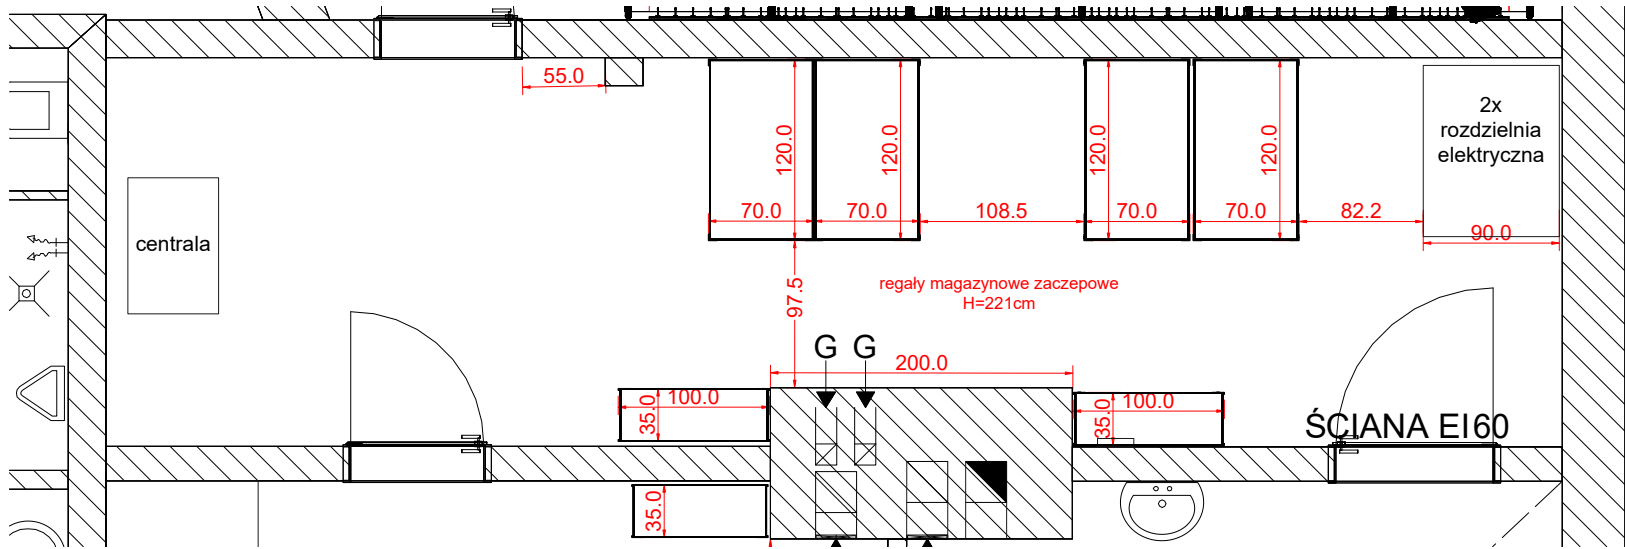 55.0
120.0
120.0
120.0
120.0
2x
rozdzielnia
elektryczna
70.0
70.0
108.5
70.0
70.0
82.2
90.0
centrala
97.5
regały magazynowe zaczepowe
H=221cm
G G
200.0
35.0
100.0
35.0
100.0
ŚCIANA EI60
35.0